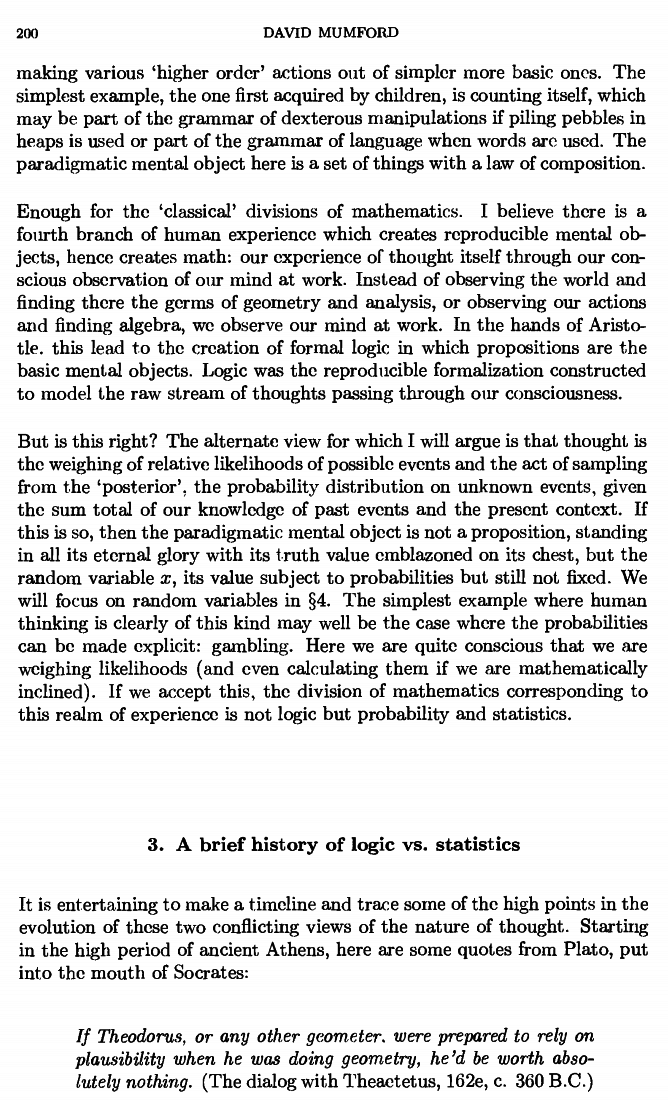 200
DAVID MUMFORD
making various ‘higher order’ actions out of simpler more basic ones. The
simplest example, the one first acquired by children, is counting itself, which
may be part of the grammar of dexterous manipulations if piling pebbles in
heaps is used or part of the grammar of language when words are used. The
paradigmatic mental object here is a set of things with a law of composition.
Enough for the ‘classical’ divisions of mathematics. I believe there is a
fourth branch of human experience which creates reproducible mental ob-
jects, hence creates math: our experience of thought itself through our con-
scious observation of our mind at work. Instead of observing the world and
finding there the germs of geometry and analysis, or observing our actions
and finding algebra, we observe our mind at work. In the hands of Aristo-
tle. this lead to the creation of formal logic in which propositions are the
basic mental objects. Logic was the reproducible formalization constructed
to model the raw stream of thoughts passing through our consciousness.
But is this right? The alternate view for which I will argue is that thought is
the weighing of relative likelihoods of possible events and the act of sampling
from the ‘posterior’, the probability distribution on unknown events, given
the sum total of our knowledge of past events and the present context. If
this is so, then the paradigmatic mental object is not a proposition, standing
in all its eternal glory with its truth value emblazoned on its chest, but the
random variable x, its value subject to probabilities but still not fixed. We
will focus on random variables in §4. The simplest example where human
thinking is clearly of this kind may well be the case where the probabilities
can be made explicit: gambling. Here we are quite conscious that we are
weighing likelihoods (and even calculating them if we are mathematically
inclined). If we accept this, the division of mathematics corresponding to
this realm of experience is not logic but probability and statistics.
3. A brief history of logic vs. statistics
It is entertaining to make a timeline and trace some of the high points in the
evolution of these two conflicting views of the nature of thought. Starting
in the high period of ancient Athens, here are some quotes from Plato, put
into the mouth of Socrates:
If Theodorus, or any other geometer. were prepared to rely on
plausibility when he was doing geometry, he’d be worth abso-
lutely nothing. (The dialog with Theaetetus, 162e, c. 360 B.C.)